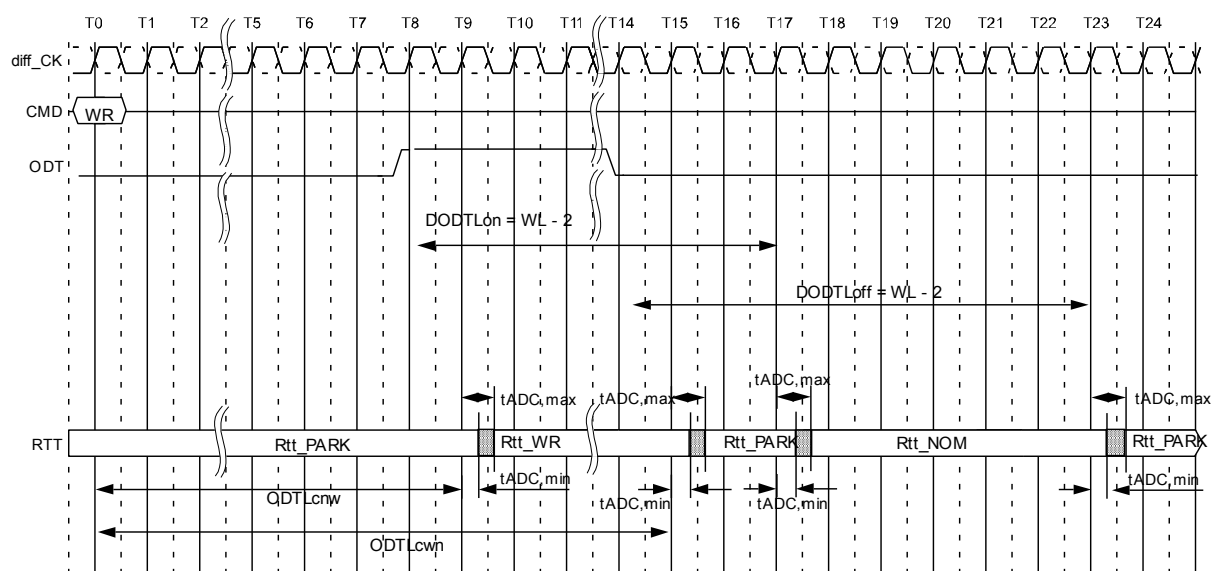 T0 T1 T2 T5 T6 T7 T8 T9 T10 T11 T14 T15 T16 T17 T18 T19 T20 T21 T22 T23 T24
diff_CK
CMD WR
ODT
DODTLon = WL - 2
DODTLoff = WL - 2
tADC,max
tADC,max tADC,max tADC,max
RTT Rtt_PARK Rtt_WR Rtt_PARK Rtt_NOM Rtt_PARK
tADC,min tADC,min
ODTLcnw tADC,min tADC,min
ODTLcwn